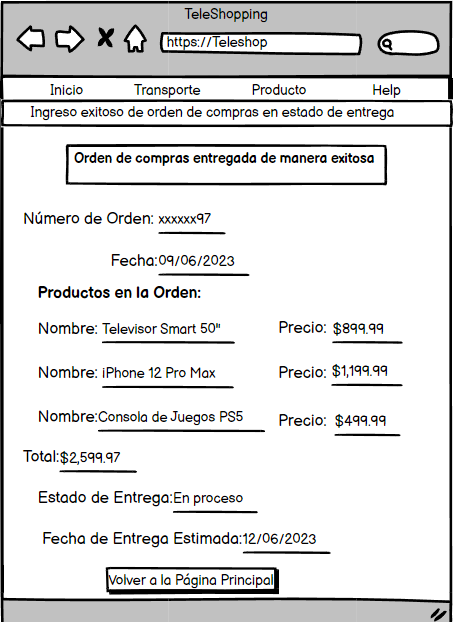 TeleShopping
https://Teleshop
Inicio Transporte Producto Help
Ingreso exitoso de orden de compras en estado de entrega
Orden de compras entregada de manera exitosa
Número de Orden: xxxxxx97
Fecha:09/06/2023
Productos en la Orden:
Nombre: Televisor Smart 50" Precio: $899.99
Nombre: iPhone 12 Pro Max Precio: $1,199.99
Nombre:Consola de Juegos PS5 Precio: $499.99
Total:$2,599.97
Estado de Entrega:En proceso
Fecha de Entrega Estimada:12/06/2023
Volver a la Página Principal